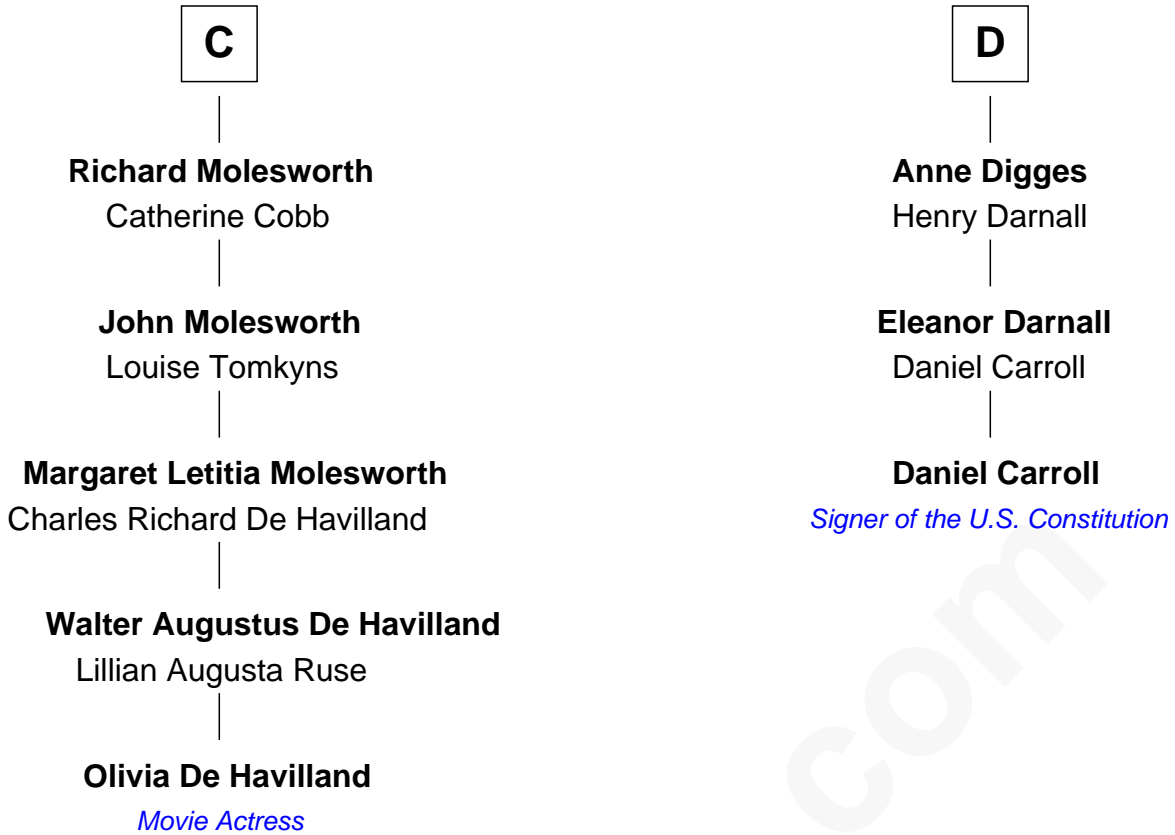 C
Richard Molesworth
Catherine Cobb
John Molesworth
Louise Tomkyns
Margaret Letitia Molesworth
Charles Richard De Havilland
Walter Augustus De Havilland
Lillian Augusta Ruse
Olivia De Havilland
Movie Actress
D
Anne Digges
Henry Darnall
Eleanor Darnall
Daniel Carroll
Daniel Carroll
Signer of the U.S. Constitution
com